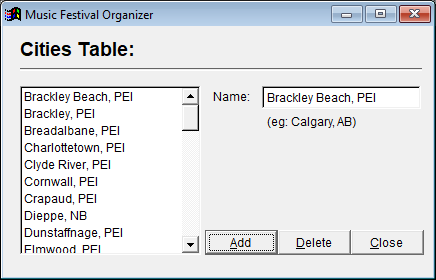 Music Festival Organizer
Cities Table:
Brackley Beach, PEI
Brackley, PEI
Breadalbane, PEI
Charlottetown, PEI
Clyde River, PEI
Cornwall, PEI
Crapaud, PEI
Dieppe, NB
Dunstaffnage, PEI
Elmwood, PEI
Name: Brackley Beach, PEI
(eg: Calgary, AB)
Add Delete Close